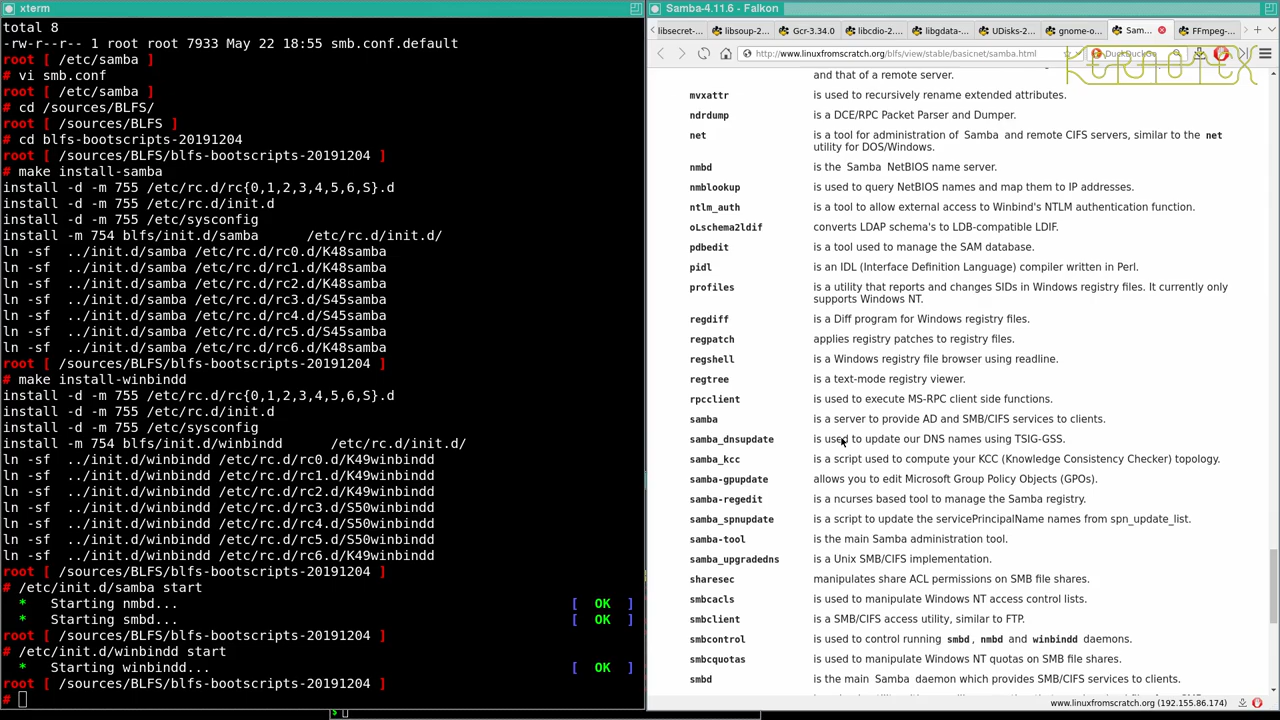 xterm
total 8
-rw-r--r-- 1 root root 7933 May 22 18:55 smb.conf.default
root [ /etc/samba ]
# vi smb.conf
root [ /etc/samba ]
# cd /sources/BLFS/
root [ /sources/BLFS ]
# cd blfs-bootscripts-20191204
root [ /sources/BLFS/blfs-bootscripts-20191204 ]
# make install-samba
install -d -m 755 /etc/rc.d/rc{0,1,2,3,4,5,6,S}.d
install -d -m 755 /etc/rc.d/init.d
install -d -m 755 /etc/sysconfig
install -m 754 blfs/init.d/samba      /etc/rc.d/init.d/
ln -sf  ../init.d/samba /etc/rc.d/rc0.d/K48samba
ln -sf  ../init.d/samba /etc/rc.d/rc1.d/K48samba
ln -sf  ../init.d/samba /etc/rc.d/rc2.d/K48samba
ln -sf  ../init.d/samba /etc/rc.d/rc3.d/S45samba
ln -sf  ../init.d/samba /etc/rc.d/rc4.d/S45samba
ln -sf  ../init.d/samba /etc/rc.d/rc5.d/S45samba
ln -sf  ../init.d/samba /etc/rc.d/rc6.d/K48samba
root [ /sources/BLFS/blfs-bootscripts-20191204 ]
# make install-winbindd
install -d -m 755 /etc/rc.d/rc{0,1,2,3,4,5,6,S}.d
install -d -m 755 /etc/rc.d/init.d
install -d -m 755 /etc/sysconfig
install -m 754 blfs/init.d/winbindd      /etc/rc.d/init.d/
ln -sf  ../init.d/winbindd /etc/rc.d/rc0.d/K49winbindd
ln -sf  ../init.d/winbindd /etc/rc.d/rc1.d/K49winbindd
ln -sf  ../init.d/winbindd /etc/rc.d/rc2.d/K49winbindd
ln -sf  ../init.d/winbindd /etc/rc.d/rc3.d/S50winbindd
ln -sf  ../init.d/winbindd /etc/rc.d/rc4.d/S50winbindd
ln -sf  ../init.d/winbindd /etc/rc.d/rc5.d/S50winbindd
ln -sf  ../init.d/winbindd /etc/rc.d/rc6.d/K49winbindd
root [ /sources/BLFS/blfs-bootscripts-20191204 ]
# /etc/init.d/samba start
*   Starting nmbd...   [  OK  ]
*   Starting smbd...   [  OK  ]
root [ /sources/BLFS/blfs-bootscripts-20191204 ]
# /etc/init.d/winbindd start
*   Starting winbindd...   [  OK  ]
root [ /sources/BLFS/blfs-bootscripts-20191204 ]
#
$
Samba-4.11.6 - Falkon
libsecret-... libsoup-2... Gcr-3.34.0 libcdio-2.... libgdata-... UDisks-2... gnome-o... Sam... FFmpeg-...
http://www.linuxfromscratch.org/blfs/view/stable/basicnet/samba.html DuckDuckGo
KERNOTEX
and that of a remote server.
mvxattr is used to recursively rename extended attributes.
ndrdump is a DCE/RPC Packet Parser and Dumper.
net is a tool for administration of Samba and remote CIFS servers, similar to the net
utility for DOS/Windows.
nmbd is the Samba NetBIOS name server.
nmblookup is used to query NetBIOS names and map them to IP addresses.
ntlm_auth is a tool to allow external access to Winbind's NTLM authentication function.
oLschema2ldif converts LDAP schema's to LDB-compatible LDIF.
pdbedit is a tool used to manage the SAM database.
pidl is an IDL (Interface Definition Language) compiler written in Perl.
profiles is a utility that reports and changes SIDs in Windows registry files. It currently only
supports Windows NT.
regdiff is a Diff program for Windows registry files.
regpatch applies registry patches to registry files.
regshell is a Windows registry file browser using readline.
regtree is a text-mode registry viewer.
rpcclient is used to execute MS-RPC client side functions.
samba is a server to provide AD and SMB/CIFS services to clients.
samba_dnsupdate is used to update our DNS names using TSIG-GSS.
samba_kcc is a script used to compute your KCC (Knowledge Consistency Checker) topology.
samba-gpupdate allows you to edit Microsoft Group Policy Objects (GPOs).
samba-regedit is a ncurses based tool to manage the Samba registry.
samba_spnupdate is a script to update the servicePrincipalName names from spn_update_list.
samba-tool is the main Samba administration tool.
samba_upgradedns is a Unix SMB/CIFS implementation.
sharesec manipulates share ACL permissions on SMB file shares.
smbcacls is used to manipulate Windows NT access control lists.
smbclient is a SMB/CIFS access utility, similar to FTP.
smbcontrol is used to control running smbd, nmbd and winbindd daemons.
smbcquotas is used to manipulate Windows NT quotas on SMB file shares.
smbd is the main Samba daemon which provides SMB/CIFS services to clients.
www.linuxfromscratch.org (192.155.86.174)